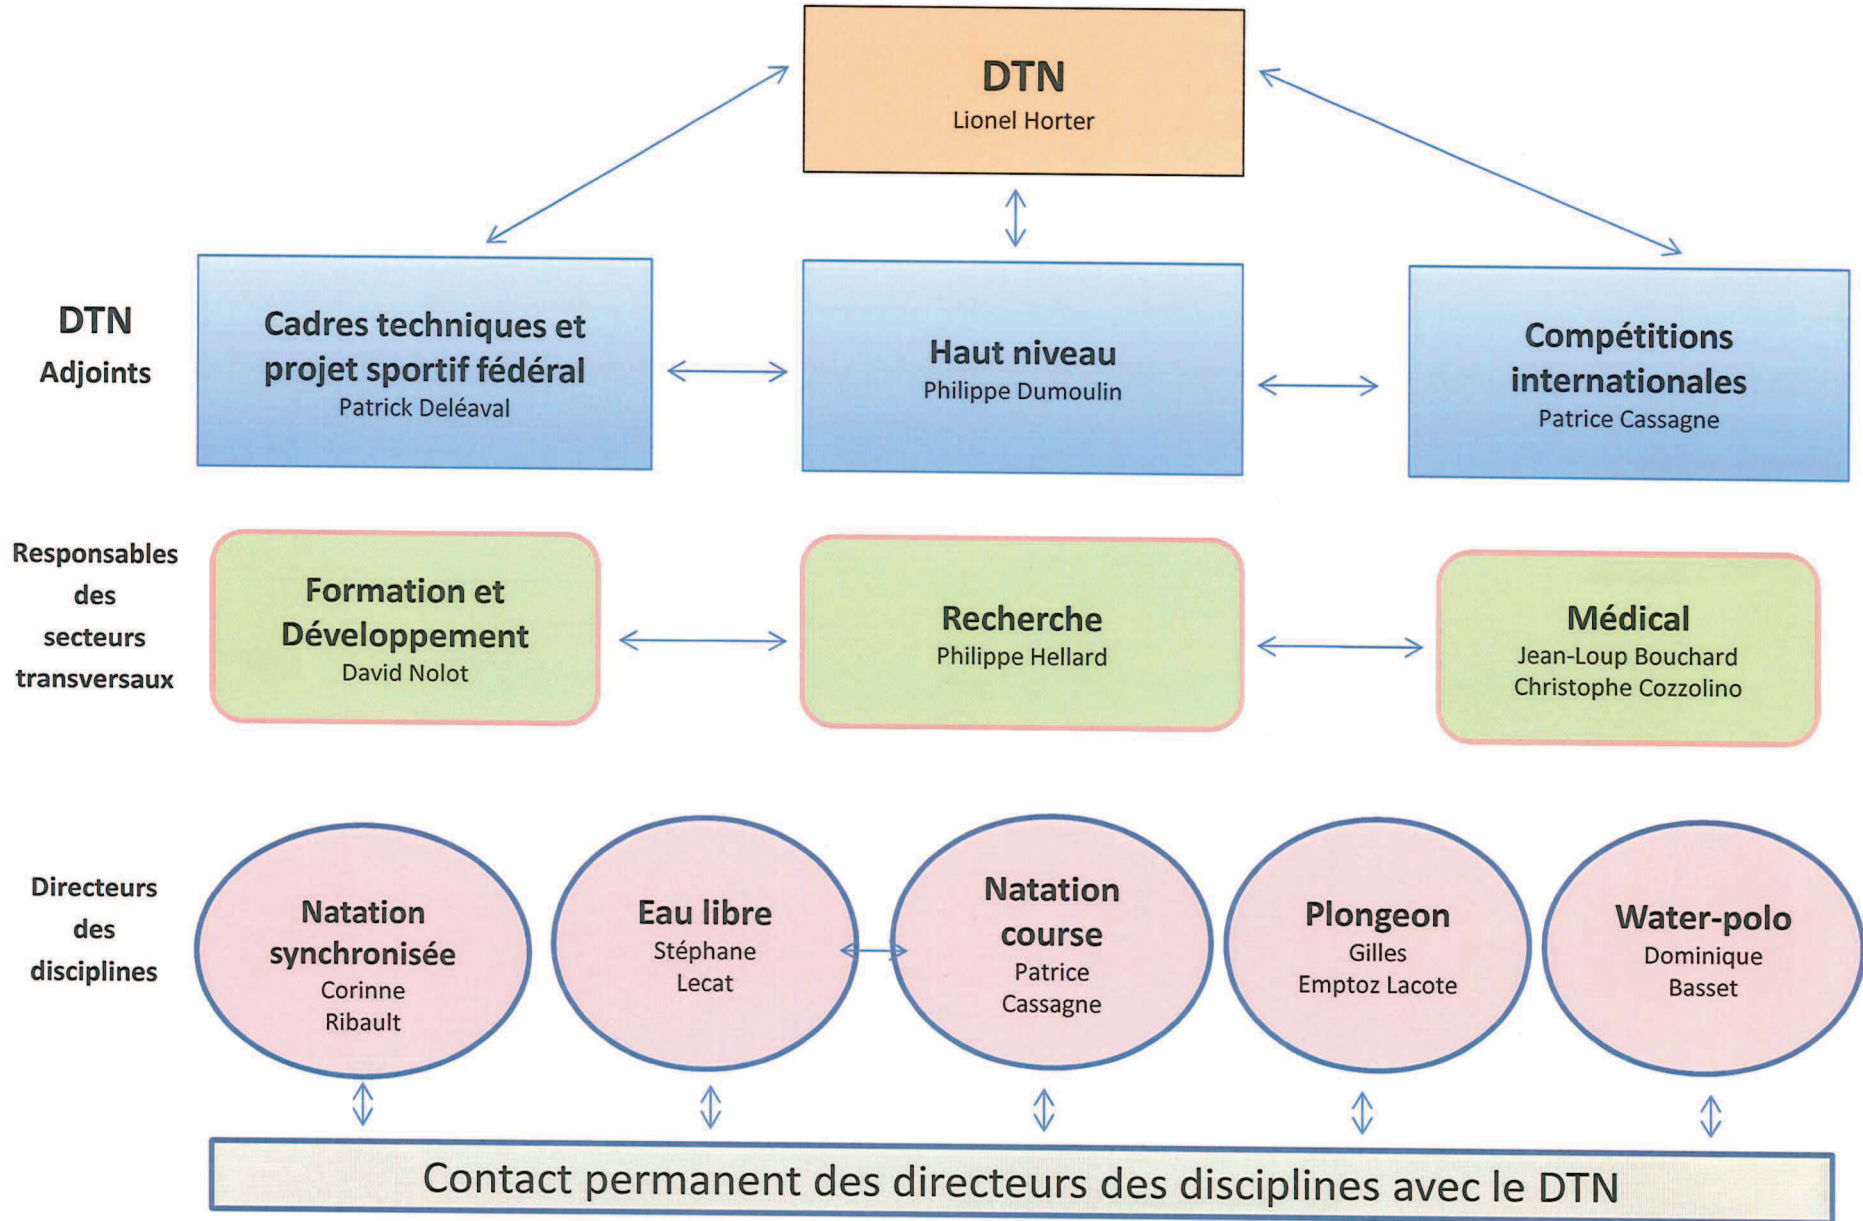 DTN
Lionel Horter
DTN
Adjoints
Cadres techniques et
projet sportif fédéral
Patrick Deléaval
Haut niveau
Philippe Dumoulin
Compétitions
internationales
Patrice Cassagne
Responsables
des
secteurs
transversaux
Formation et
Développement
David Nolot
Recherche
Philippe Hellard
Médical
Jean-Loup Bouchard
Christophe Cozzolino
Directeurs
des
disciplines
Natation
synchronisée
Corinne
Ribault
Eau libre
Stéphane
Lecat
Natation
course
Patrice
Cassagne
Plongeon
Gilles
Emptoz Lacote
Water-polo
Dominique
Basset
Contact permanent des directeurs des disciplines avec le DTN